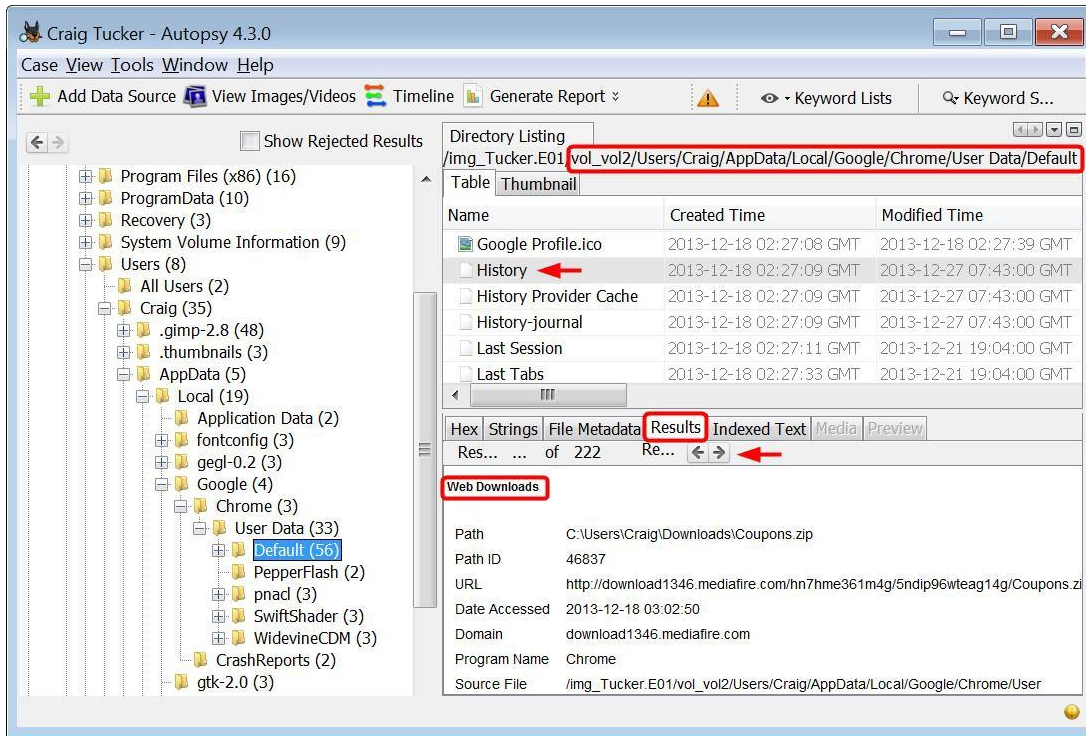 Craig Tucker - Autopsy 4.3.0
Case View Tools Window Help
Add Data Source View Images/Videos Timeline Generate Report Keyword Lists Keyword S...
Show Rejected Results
Program Files (x86) (16)
ProgramData (10)
Recovery (3)
System Volume Information (9)
Users (8)
All Users (2)
Craig (35)
.gimp-2.8 (48)
.thumbnails (3)
AppData (5)
Local (19)
Application Data (2)
fontconfig (3)
gegl-0.2 (3)
Google (4)
Chrome (3)
User Data (33)
Default (56)
PepperFlash (2)
pnacl (3)
SwiftShader (3)
WidevineCDM (3)
CrashReports (2)
gtk-2.0 (3)
Directory Listing
/img_Tucker.E01/vol_vol2/Users/Craig/AppData/Local/Google/Chrome/User Data/Default
Table Thumbnail
Name Created Time Modified Time
Google Profile.ico 2013-12-18 02:27:08 GMT 2013-12-18 02:27:39 GMT
History 2013-12-18 02:27:09 GMT 2013-12-27 07:43:00 GMT
History Provider Cache 2013-12-18 02:27:09 GMT 2013-12-27 07:43:00 GMT
History-journal 2013-12-18 02:27:09 GMT 2013-12-27 07:43:00 GMT
Last Session 2013-12-18 02:27:11 GMT 2013-12-21 19:04:00 GMT
Last Tabs 2013-12-18 02:27:33 GMT 2013-12-21 19:04:00 GMT
Hex Strings File Metadata Results Indexed Text Media Preview
Res... ... of 222 Re...
Web Downloads
Path C:\Users\Craig\Downloads\Coupons.zip
Path ID 46837
URL http://download1346.mediafire.com/hn7hme361m4g/5ndip96wteag14g/Coupons.zi
Date Accessed 2013-12-18 03:02:50
Domain download1346.mediafire.com
Program Name Chrome
Source File /img_Tucker.E01/vol_vol2/Users/Craig/AppData/Local/Google/Chrome/User